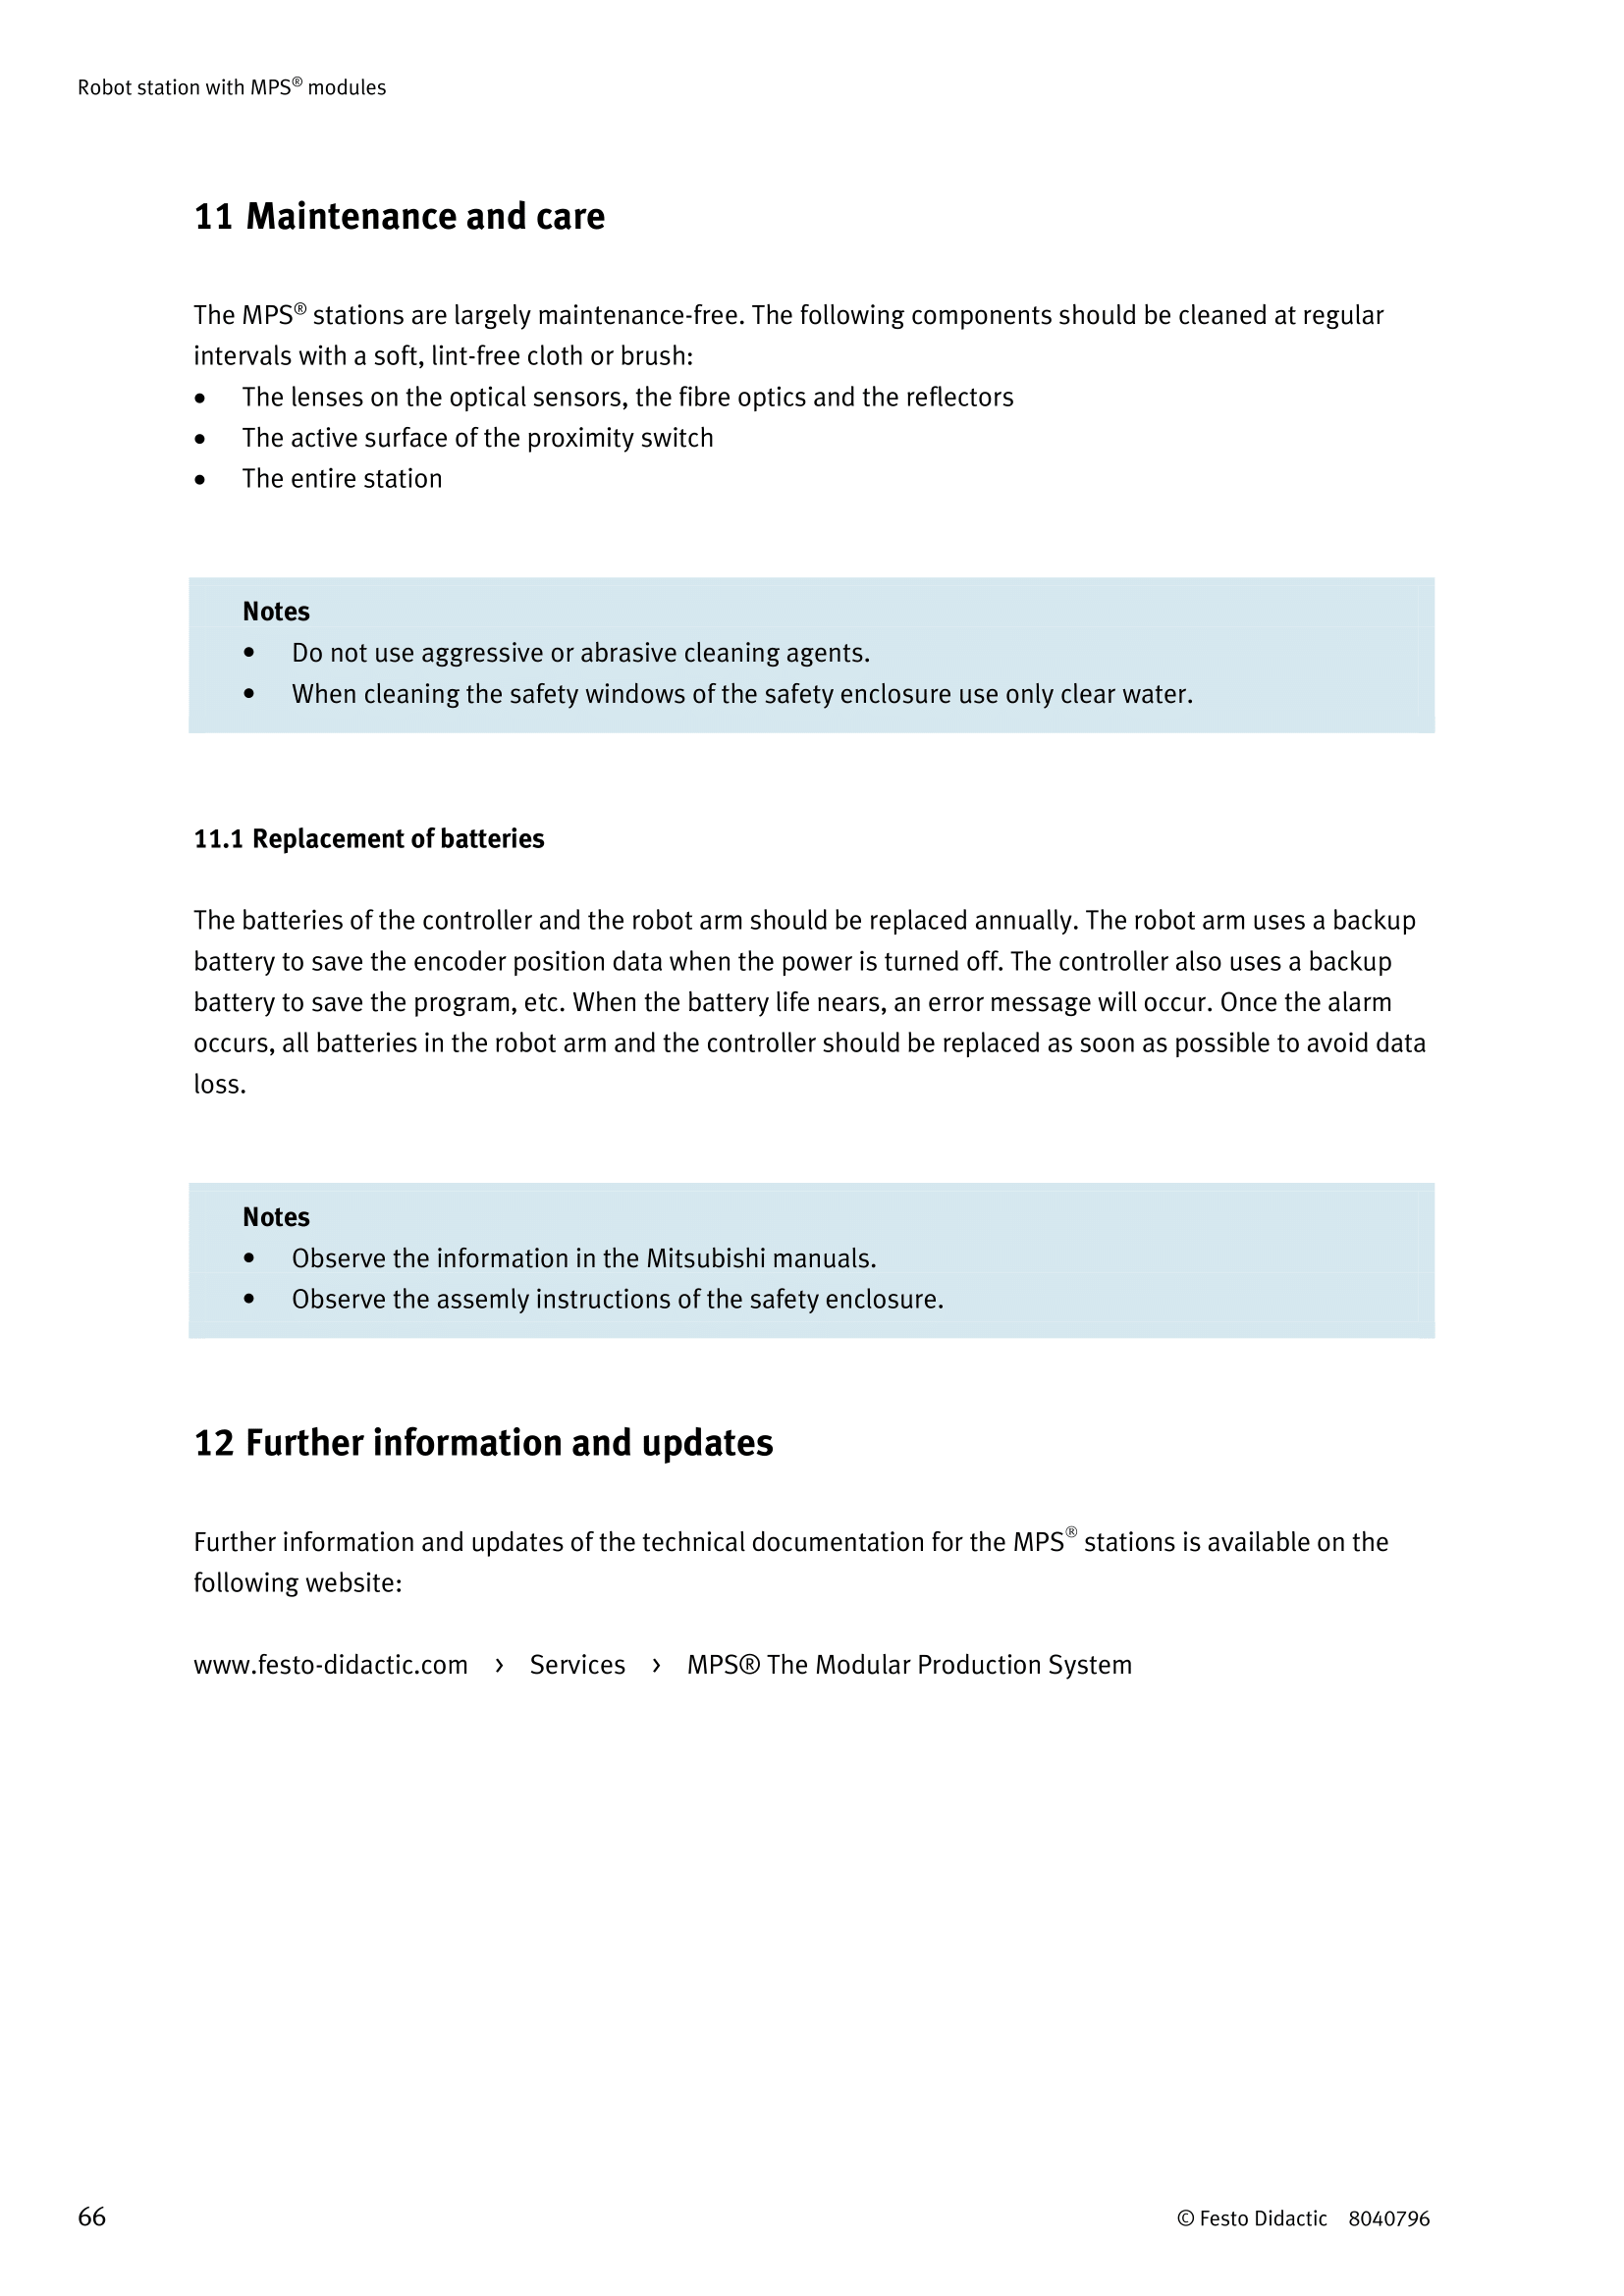 Robot station with MPS® modules
11 Maintenance and care
The MPS® stations are largely maintenance-free. The following components should be cleaned at regular
intervals with a soft, lint-free cloth or brush:
• The lenses on the optical sensors, the fibre optics and the reflectors
• The active surface of the proximity switch
• The entire station
Notes
• Do not use aggressive or abrasive cleaning agents.
• When cleaning the safety windows of the safety enclosure use only clear water.
11.1 Replacement of batteries
The batteries of the controller and the robot arm should be replaced annually. The robot arm uses a backup
battery to save the encoder position data when the power is turned off. The controller also uses a backup
battery to save the program, etc. When the battery life nears, an error message will occur. Once the alarm
occurs, all batteries in the robot arm and the controller should be replaced as soon as possible to avoid data
loss.
Notes
• Observe the information in the Mitsubishi manuals.
• Observe the assemly instructions of the safety enclosure.
12 Further information and updates
Further information and updates of the technical documentation for the MPS® stations is available on the
following website:
www.festo-didactic.com > Services > MPS® The Modular Production System
66 © Festo Didactic 8040796